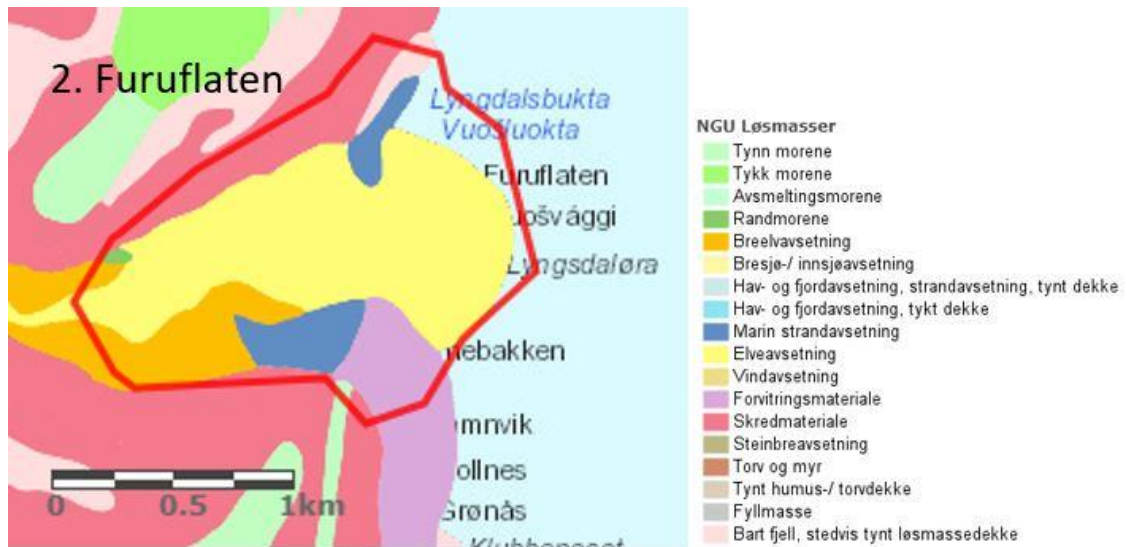 2. Furuflaten
Lyngdalsbukta
Vuošluokta
Furuflaten
Lyngsdaløra
0 0.5 1km
NGU Løsmasser
Tynn morene
Tykk morene
Avsmeltingsmorene
Randmorene
Breelvavsetning
Bresjø-/ innsjøavsetning
Hav- og fjordavsetning, strandavsetning, tynt dekke
Hav- og fjordavsetning, tykt dekke
Marin strandavsetning
Elveavsetning
Vindavsetning
Forvitringsmateriale
Skredmateriale
Steinbreavsetning
Torv og myr
Tynt humus-/ torvdekke
Fyllmasse
Bart fjell, stedvis tynt løsmassedekke